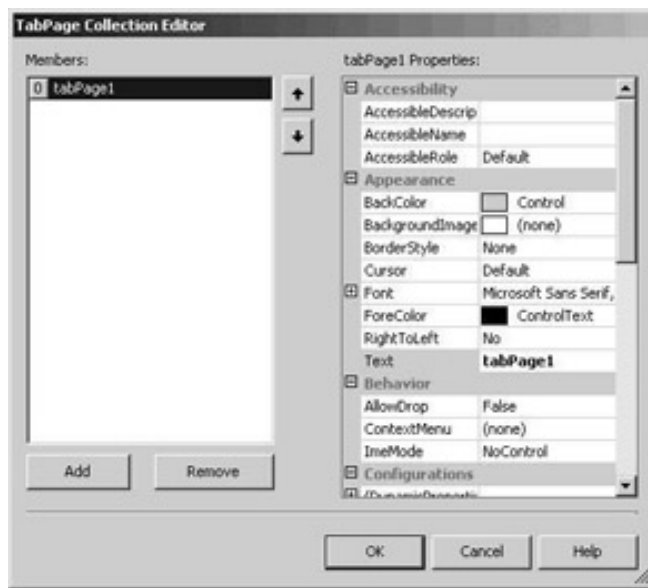 TabPage Collection Editor
Members:
0 tabPage1
Add
Remove
tabPage1 Properties:
Accessibility
AccessibleDescrip
AccessibleName
AccessibleRole Default
Appearance
BackColor Control
BackgroundImage (none)
BorderStyle None
Cursor Default
Font Microsoft Sans Serif,
ForeColor ControlText
RightToLeft No
Text tabPage1
Behavior
AllowDrop False
ContextMenu (none)
ImeMode NoControl
Configurations
OK
Cancel
Help